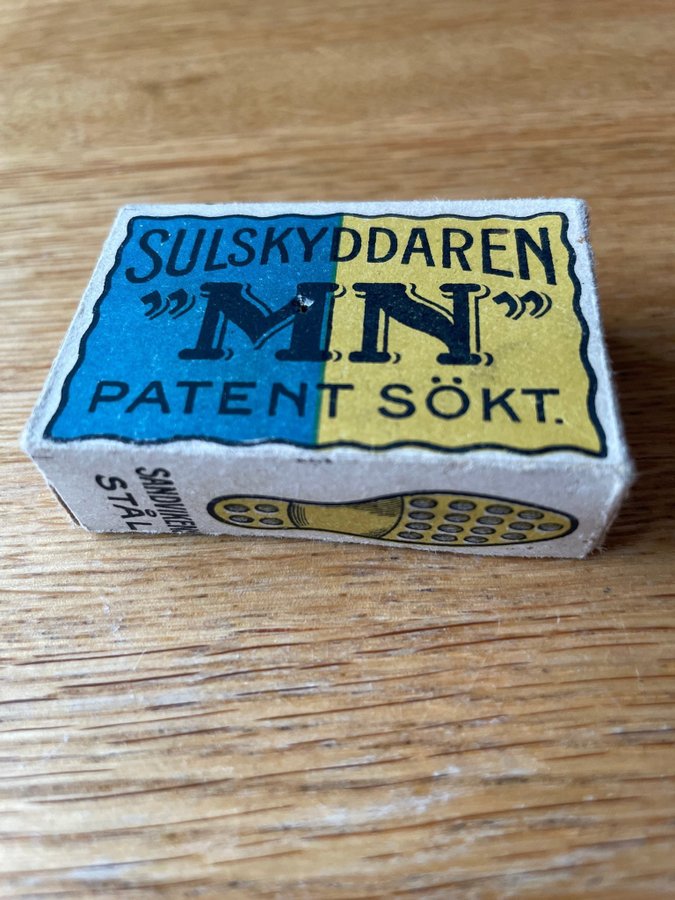 SULSKYDDAREN
”MN”
PATENT SÖKT.
SANDVIKENS
STÅL